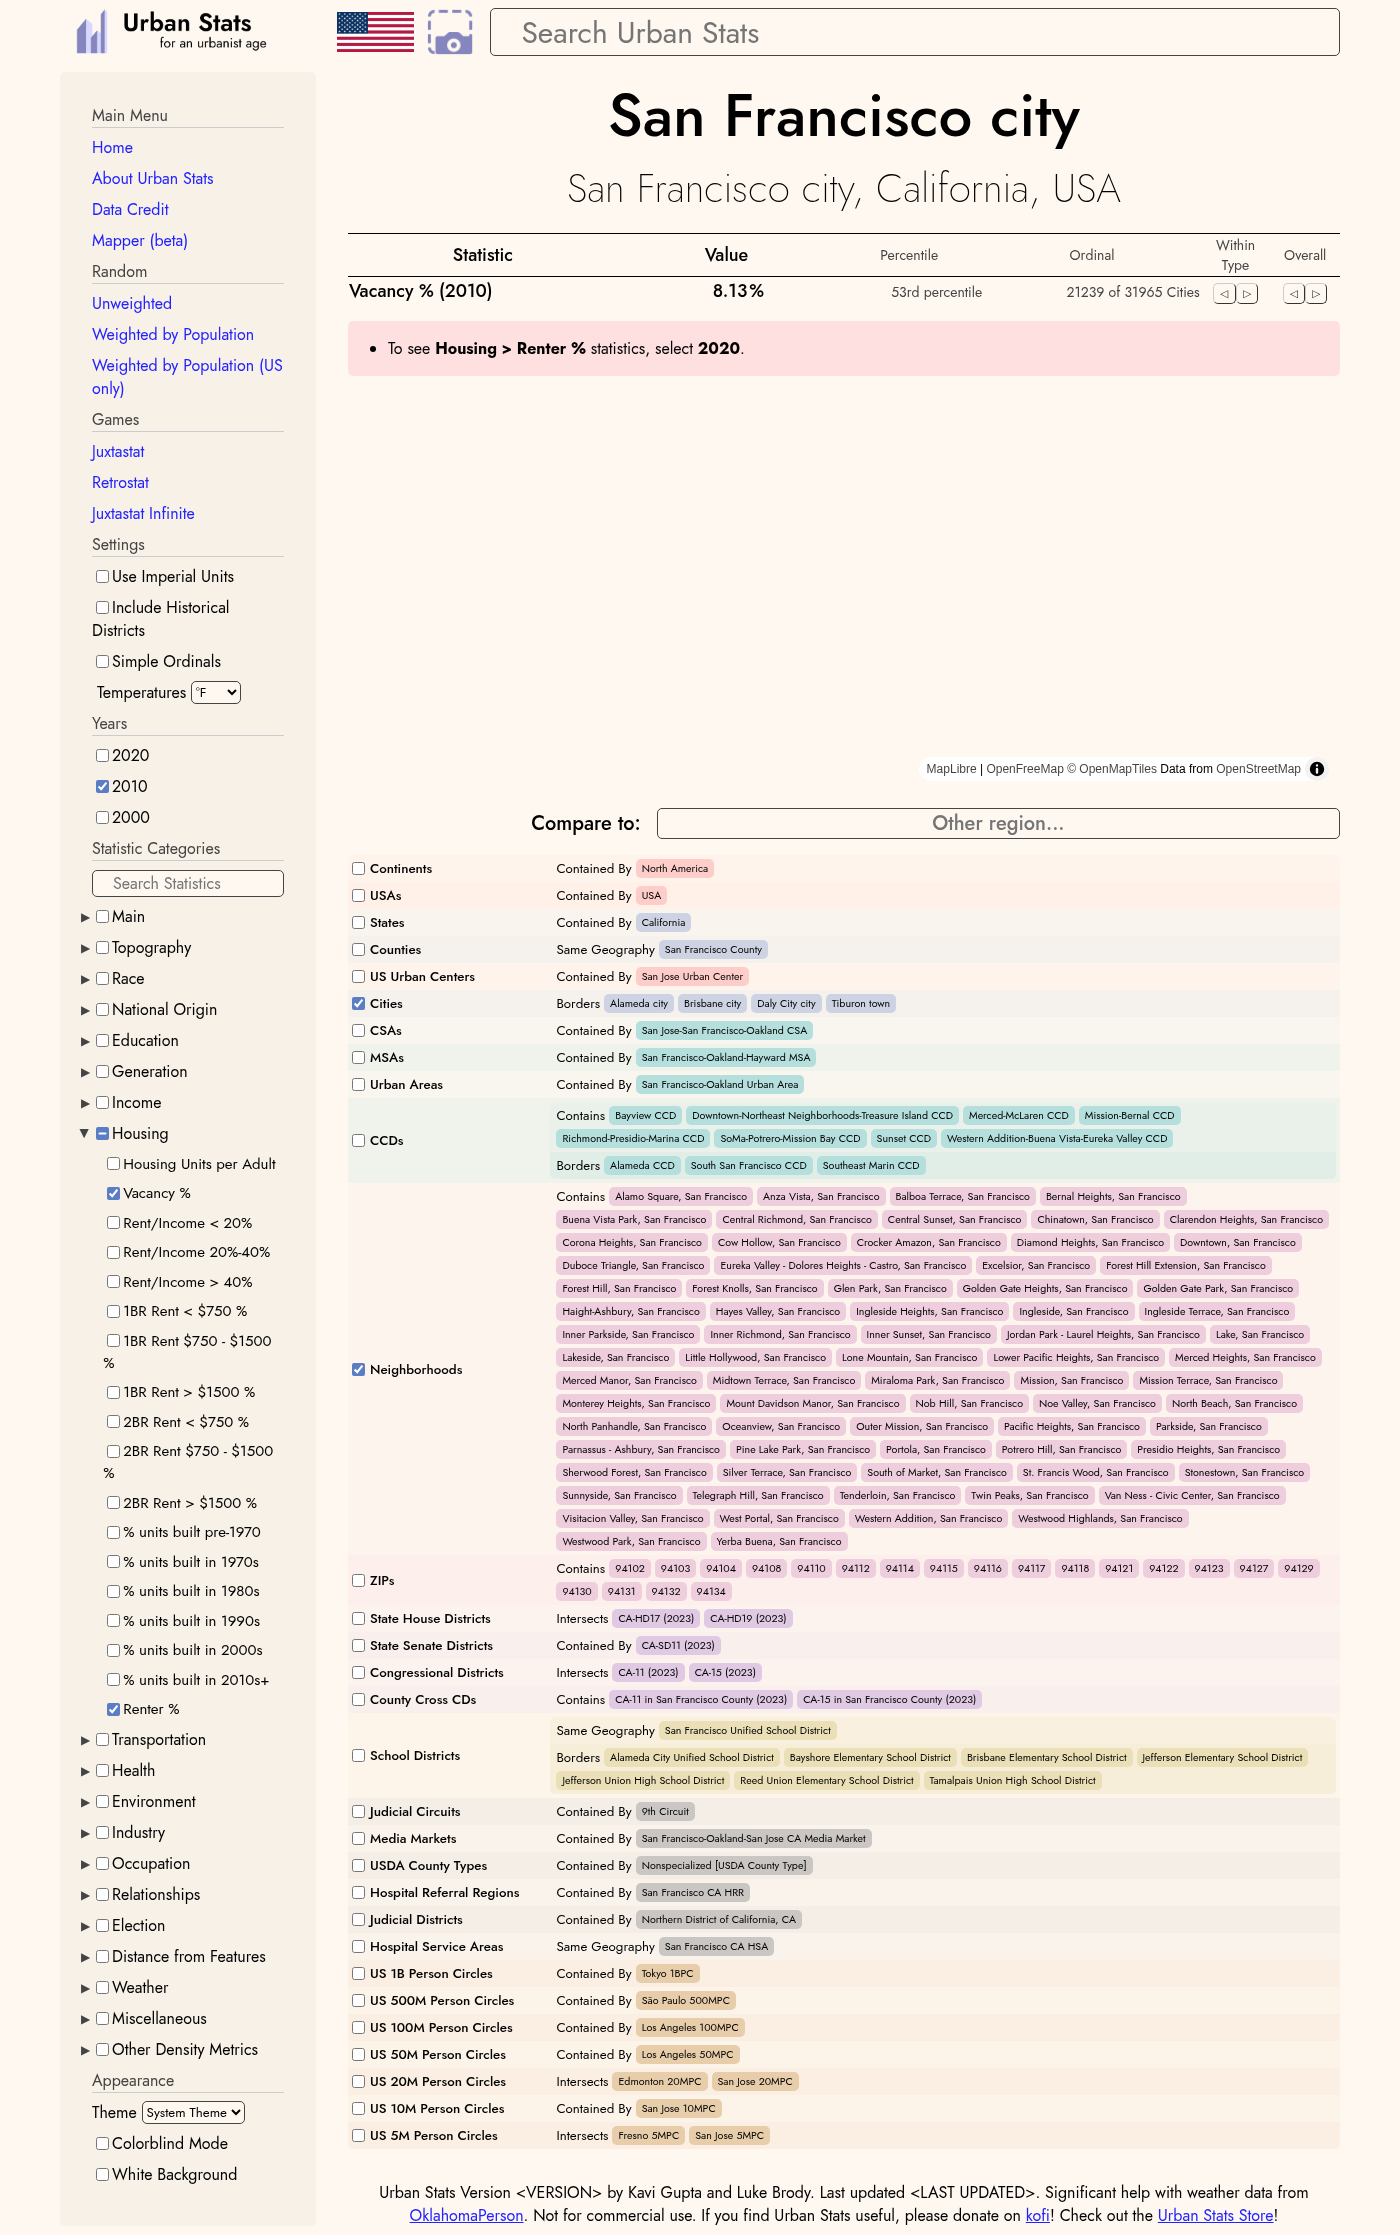 Urban Stats
for an urbanist age
Search Urban Stats
Main Menu
Home
About Urban Stats
Data Credit
Mapper (beta)
Random
Unweighted
Weighted by Population
Weighted by Population (US
only)
Games
Juxtastat
Retrostat
Juxtastat Infinite
Settings
Use Imperial Units
Include Historical
Districts
Simple Ordinals
Temperatures °F
Years
2020
2010
2000
Statistic Categories
Search Statistics
Main
Topography
Race
National Origin
Education
Generation
Income
Housing
Housing Units per Adult
Vacancy %
Rent/Income < 20%
Rent/Income 20%-40%
Rent/Income > 40%
1BR Rent < $750 %
1BR Rent $750 - $1500
%
1BR Rent > $1500 %
2BR Rent < $750 %
2BR Rent $750 - $1500
%
2BR Rent > $1500 %
% units built pre-1970
% units built in 1970s
% units built in 1980s
% units built in 1990s
% units built in 2000s
% units built in 2010s+
Renter %
Transportation
Health
Environment
Industry
Occupation
Relationships
Election
Distance from Features
Weather
Miscellaneous
Other Density Metrics
Appearance
Theme System Theme
Colorblind Mode
White Background
San Francisco city
San Francisco city, California, USA
Statistic Value Percentile Ordinal Within Type Overall
Vacancy % (2010) 8.13% 53rd percentile 21239 of 31965 Cities
To see Housing > Renter % statistics, select 2020.
MapLibre | OpenFreeMap © OpenMapTiles Data from OpenStreetMap
Compare to: Other region...
Continents Contained By North America
USAs Contained By USA
States Contained By California
Counties Same Geography San Francisco County
US Urban Centers Contained By San Jose Urban Center
Cities Borders Alameda city Brisbane city Daly City city Tiburon town
CSAs Contained By San Jose-San Francisco-Oakland CSA
MSAs Contained By San Francisco-Oakland-Hayward MSA
Urban Areas Contained By San Francisco-Oakland Urban Area
CCDs Contains Bayview CCD Downtown-Northeast Neighborhoods-Treasure Island CCD Merced-McLaren CCD Mission-Bernal CCD
Richmond-Presidio-Marina CCD SoMa-Potrero-Mission Bay CCD Sunset CCD Western Addition-Buena Vista-Eureka Valley CCD
Borders Alameda CCD South San Francisco CCD Southeast Marin CCD
Neighborhoods Contains Alamo Square, San Francisco Anza Vista, San Francisco Balboa Terrace, San Francisco Bernal Heights, San Francisco
Buena Vista Park, San Francisco Central Richmond, San Francisco Central Sunset, San Francisco Chinatown, San Francisco Clarendon Heights, San Francisco
Corona Heights, San Francisco Cow Hollow, San Francisco Crocker Amazon, San Francisco Diamond Heights, San Francisco Downtown, San Francisco
Duboce Triangle, San Francisco Eureka Valley - Dolores Heights - Castro, San Francisco Excelsior, San Francisco Forest Hill Extension, San Francisco
Forest Hill, San Francisco Forest Knolls, San Francisco Glen Park, San Francisco Golden Gate Heights, San Francisco Golden Gate Park, San Francisco
Haight-Ashbury, San Francisco Hayes Valley, San Francisco Ingleside Heights, San Francisco Ingleside, San Francisco Ingleside Terrace, San Francisco
Inner Parkside, San Francisco Inner Richmond, San Francisco Inner Sunset, San Francisco Jordan Park - Laurel Heights, San Francisco Lake, San Francisco
Lakeside, San Francisco Little Hollywood, San Francisco Lone Mountain, San Francisco Lower Pacific Heights, San Francisco Merced Heights, San Francisco
Merced Manor, San Francisco Midtown Terrace, San Francisco Miraloma Park, San Francisco Mission, San Francisco Mission Terrace, San Francisco
Monterey Heights, San Francisco Mount Davidson Manor, San Francisco Nob Hill, San Francisco Noe Valley, San Francisco North Beach, San Francisco
North Panhandle, San Francisco Oceanview, San Francisco Outer Mission, San Francisco Pacific Heights, San Francisco Parkside, San Francisco
Parnassus - Ashbury, San Francisco Pine Lake Park, San Francisco Portola, San Francisco Potrero Hill, San Francisco Presidio Heights, San Francisco
Sherwood Forest, San Francisco Silver Terrace, San Francisco South of Market, San Francisco St. Francis Wood, San Francisco Stonestown, San Francisco
Sunnyside, San Francisco Telegraph Hill, San Francisco Tenderloin, San Francisco Twin Peaks, San Francisco Van Ness - Civic Center, San Francisco
Visitacion Valley, San Francisco West Portal, San Francisco Western Addition, San Francisco Westwood Highlands, San Francisco
Westwood Park, San Francisco Yerba Buena, San Francisco
ZIPs Contains 94102 94103 94104 94108 94110 94112 94114 94115 94116 94117 94118 94121 94122 94123 94127 94129
94130 94131 94132 94134
State House Districts Intersects CA-HD17 (2023) CA-HD19 (2023)
State Senate Districts Contained By CA-SD11 (2023)
Congressional Districts Intersects CA-11 (2023) CA-15 (2023)
County Cross CDs Contains CA-11 in San Francisco County (2023) CA-15 in San Francisco County (2023)
School Districts Same Geography San Francisco Unified School District
Borders Alameda City Unified School District Bayshore Elementary School District Brisbane Elementary School District Jefferson Elementary School District
Jefferson Union High School District Reed Union Elementary School District Tamalpais Union High School District
Judicial Circuits Contained By 9th Circuit
Media Markets Contained By San Francisco-Oakland-San Jose CA Media Market
USDA County Types Contained By Nonspecialized [USDA County Type]
Hospital Referral Regions Contained By San Francisco CA HRR
Judicial Districts Contained By Northern District of California, CA
Hospital Service Areas Same Geography San Francisco CA HSA
US 1B Person Circles Contained By Tokyo 1BPC
US 500M Person Circles Contained By São Paulo 500MPC
US 100M Person Circles Contained By Los Angeles 100MPC
US 50M Person Circles Contained By Los Angeles 50MPC
US 20M Person Circles Intersects Edmonton 20MPC San Jose 20MPC
US 10M Person Circles Contained By San Jose 10MPC
US 5M Person Circles Intersects Fresno 5MPC San Jose 5MPC
Urban Stats Version <VERSION> by Kavi Gupta and Luke Brody. Last updated <LAST UPDATED>. Significant help with weather data from
OklahomaPerson. Not for commercial use. If you find Urban Stats useful, please donate on kofi! Check out the Urban Stats Store!